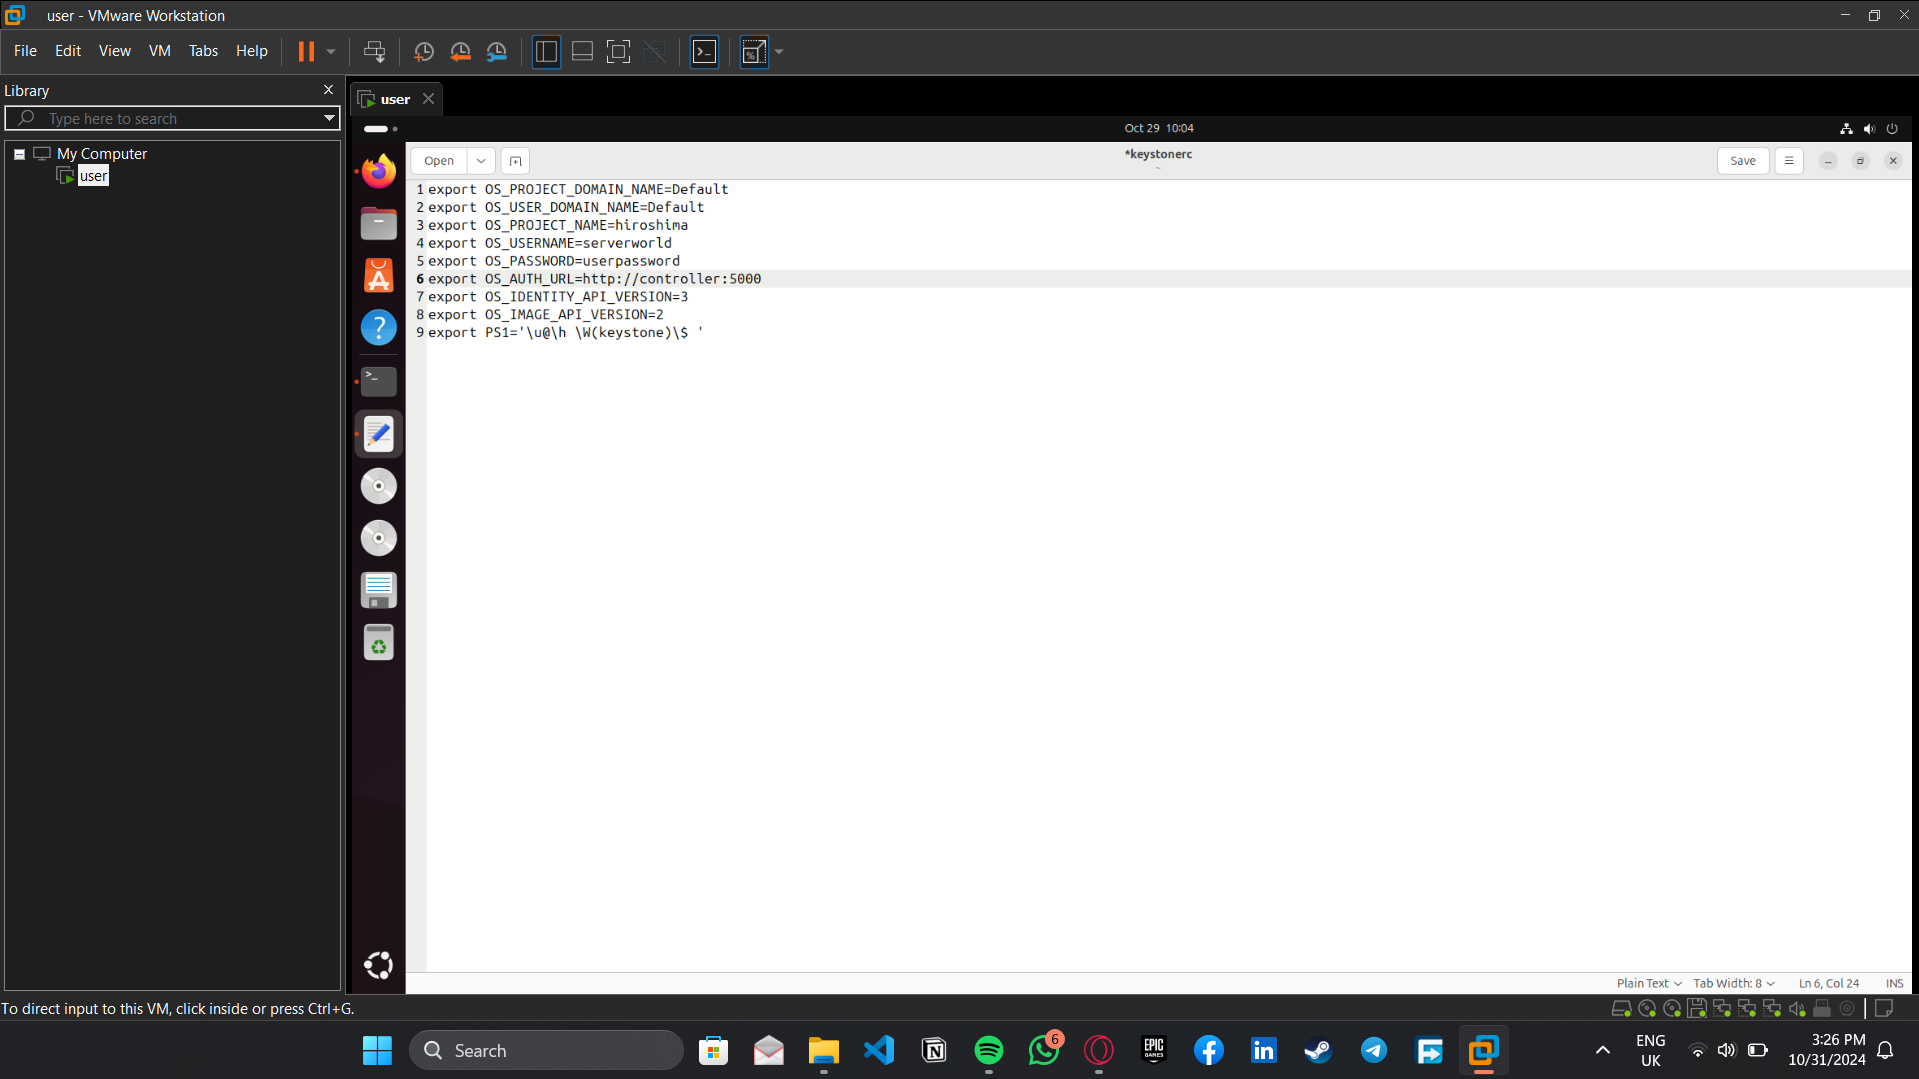 user - VMware Workstation
File Edit View VM Tabs Help
Library
user
Type here to search
My Computer
user
Oct 29 10:04
Open
*keystonerc
~
Save
1 export OS_PROJECT_DOMAIN_NAME=Default
2 export OS_USER_DOMAIN_NAME=Default
3 export OS_PROJECT_NAME=hiroshima
4 export OS_USERNAME=serverworld
5 export OS_PASSWORD=userpassword
6 export OS_AUTH_URL=http://controller:5000
7 export OS_IDENTITY_API_VERSION=3
8 export OS_IMAGE_API_VERSION=2
9 export PS1='\u@\h \W(keystone)\$ '
Plain Text Tab Width: 8 Ln 6, Col 24 INS
To direct input to this VM, click inside or press Ctrl+G.
Search
6
EPIC
GAMES
ENG
UK
3:26 PM
10/31/2024